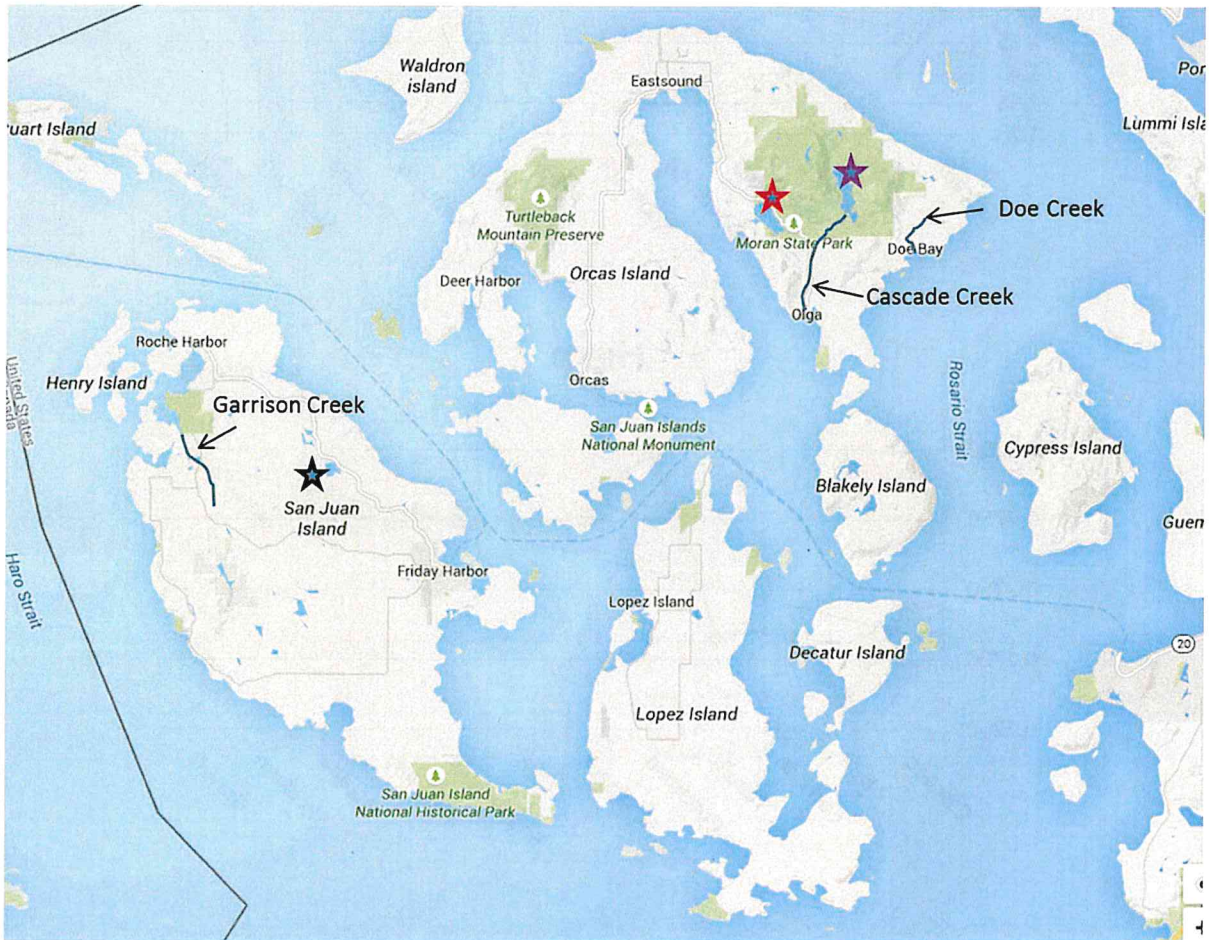 Waldron
island
Eastsound
uart Island
Lummi Isla
Doe Creek
Turtleback
Mountain Preserve
Moran State Park
Doe Bay
Orcas Island
Deer Harbor
Cascade Creek
Olga
Roche Harbor
Henry Island
Orcas
United States
nada
Garrison Creek
San Juan Islands
National Monument
Rosario Strait
Cypress Island
Blakely Island
San Juan
Island
Guem
Haro Strait
Friday Harbor
Lopez Island
20
Decatur Island
Lopez Island
San Juan Island
National Historical Park
+